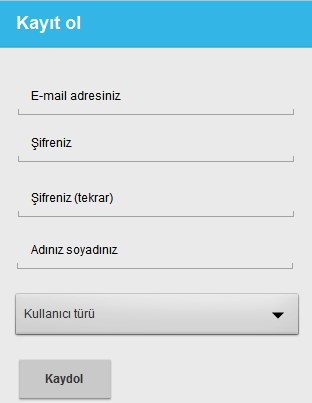 Kayıt ol
E-mail adresiniz
Şifreniz
Şifreniz (tekrar)
Adınız soyadınız
Kullanıcı türü
Kaydol